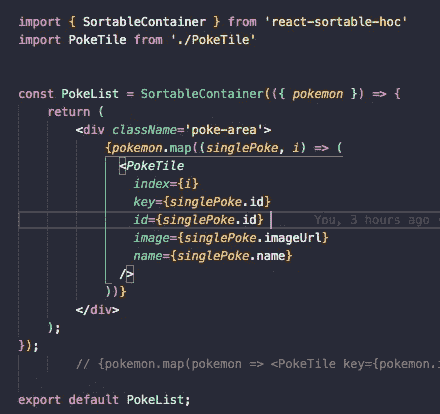 import { SortableContainer } from 'react-sortable-hoc'
import PokeTile from './PokeTile'
const PokeList = SortableContainer(({ pokemon }) => {
return (
<div className='poke-area'>
{pokemon.map((singlePoke, i) => (
<PokeTile
index={i}
key={singlePoke.id}
id={singlePoke.id} You, 3 hours ago
image={singlePoke.imageUrl}
name={singlePoke.name}
/>
))}
</div>
);
});
// {pokemon.map(pokemon => <PokeTile key={pokemon.i
export default PokeList;